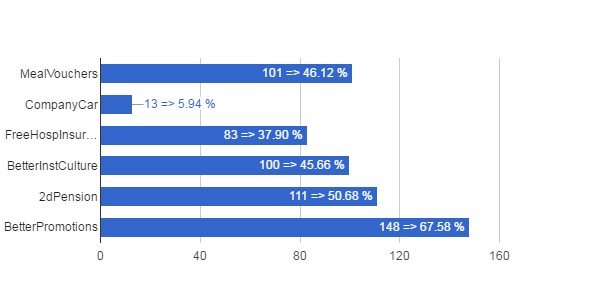 MealVouchers 101 => 46.12 %
CompanyCar 13 => 5.94 %
FreeHospInsur... 83 => 37.90 %
BetterInstCulture 100 => 45.66 %
2dPension 111 => 50.68 %
BetterPromotions 148 => 67.58 %
0 40 80 120 160